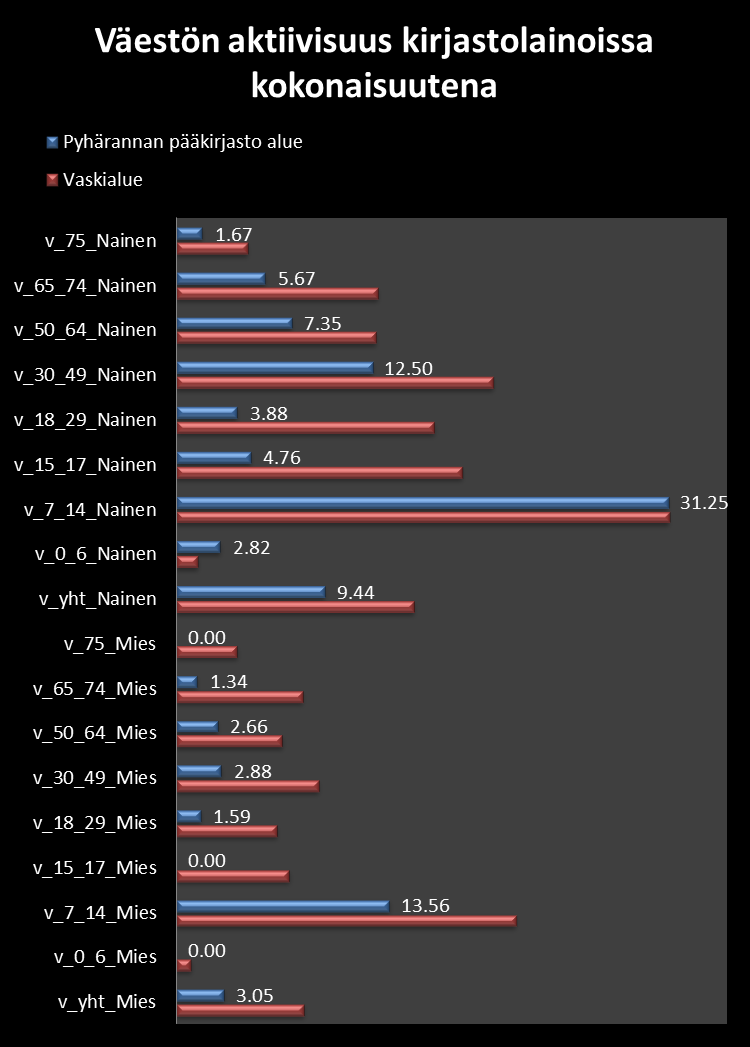 Väestön aktiivisuus kirjastolainoissa
kokonaisuutena
Pyhärannan pääkirjasto alue
Vaskialue
v_75_Nainen 1.67
v_65_74_Nainen 5.67
v_50_64_Nainen 7.35
v_30_49_Nainen 12.50
v_18_29_Nainen 3.88
v_15_17_Nainen 4.76
v_7_14_Nainen 31.25
v_0_6_Nainen 2.82
v_yht_Nainen 9.44
v_75_Mies 0.00
v_65_74_Mies 1.34
v_50_64_Mies 2.66
v_30_49_Mies 2.88
v_18_29_Mies 1.59
v_15_17_Mies 0.00
v_7_14_Mies 13.56
v_0_6_Mies 0.00
v_yht_Mies 3.05